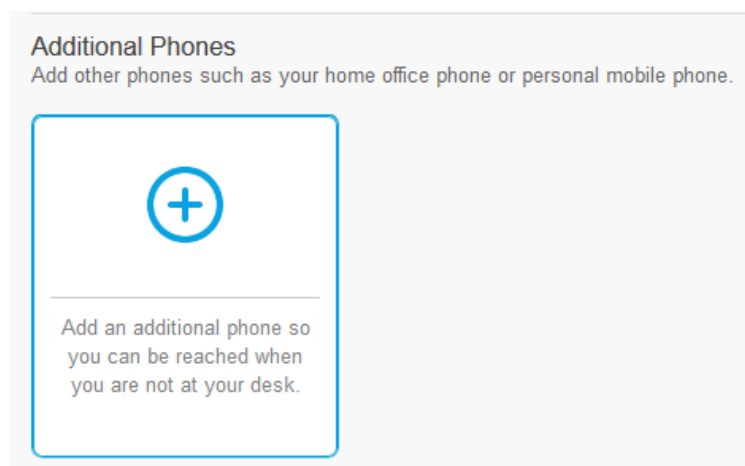 Additional Phones
Add other phones such as your home office phone or personal mobile phone.
Add an additional phone so
you can be reached when
you are not at your desk.